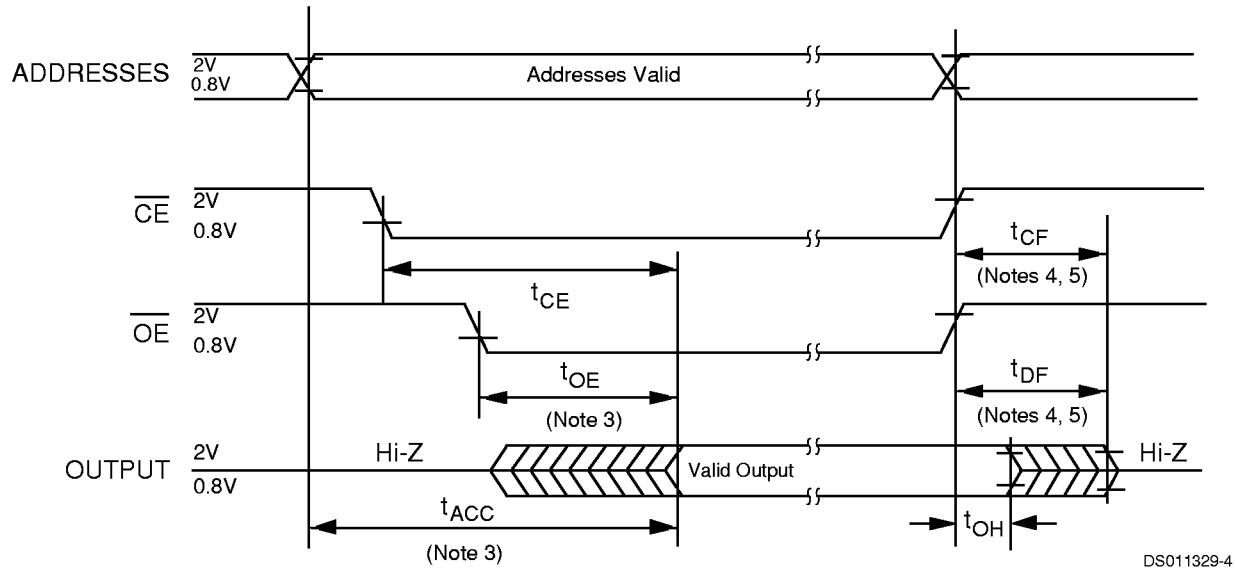 ADDRESSES
2V
0.8V
Addresses Valid
CE
2V
0.8V
tCF
(Notes 4, 5)
tCE
OE
2V
0.8V
tOE
(Note 3)
tDF
(Notes 4, 5)
OUTPUT
2V
0.8V
Hi-Z
Valid Output
Hi-Z
tACC
(Note 3)
tOH
DS011329-4